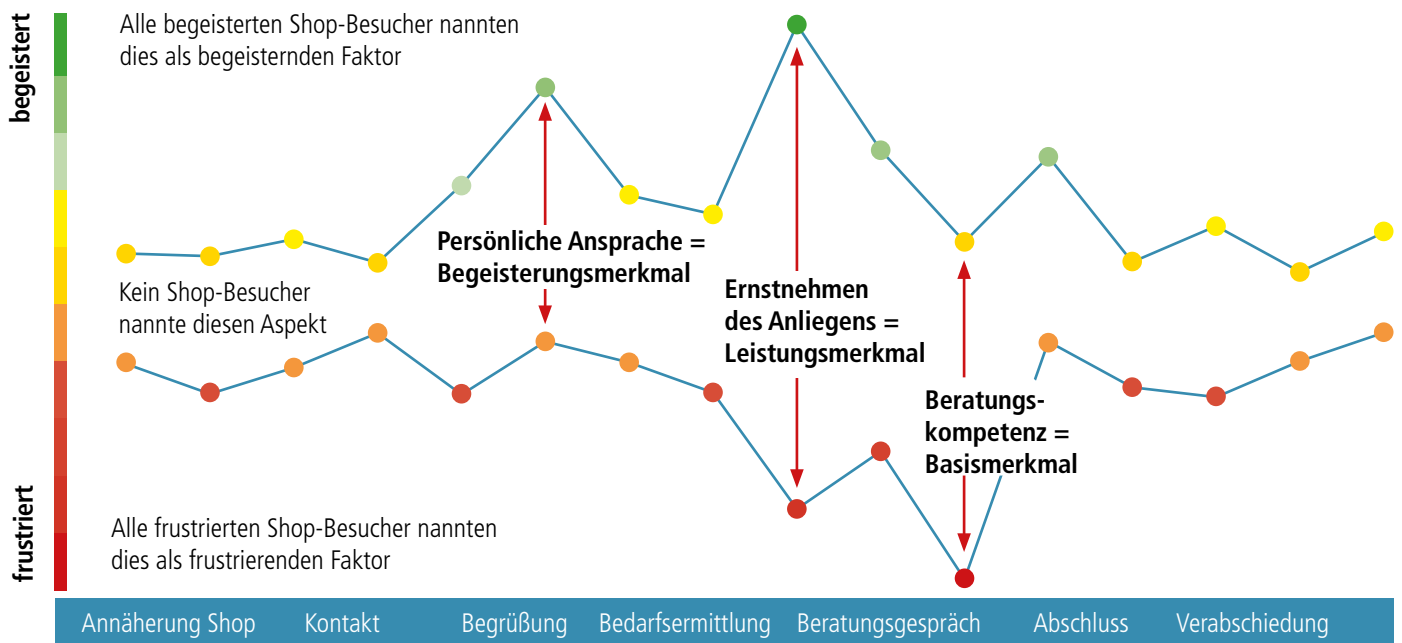 begeistert
Alle begeisterten Shop-Besucher nannten
dies als begeisternden Faktor
Persönliche Ansprache =
Begeisterungsmerkmal
Kein Shop-Besucher
nannte diesen Aspekt
Ernstnehmen
des Anliegens =
Leistungsmerkmal
Beratungs-
kompetenz =
Basismerkmal
frustriert
Alle frustrierten Shop-Besucher nannten
dies als frustrierenden Faktor
Annäherung Shop Kontakt Begrüßung Bedarfsermittlung Beratungsgespräch Abschluss Verabschiedung